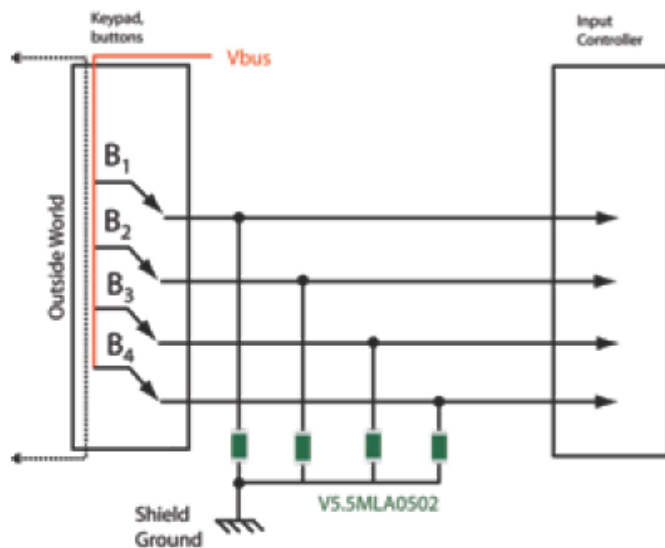 Keypad,
buttons
Input
Controller
Vbus
B1
B2
B3
B4
Outside World
V5.5MLA0502
Shield
Ground